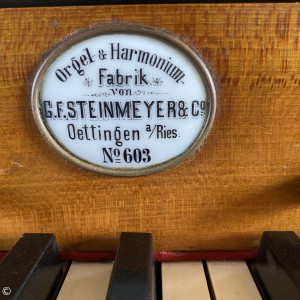 Orgel & Harmonium
Fabrik
von
G.F. STEINMEYER & Co.
Oettingen a/Ries.
No 603
©